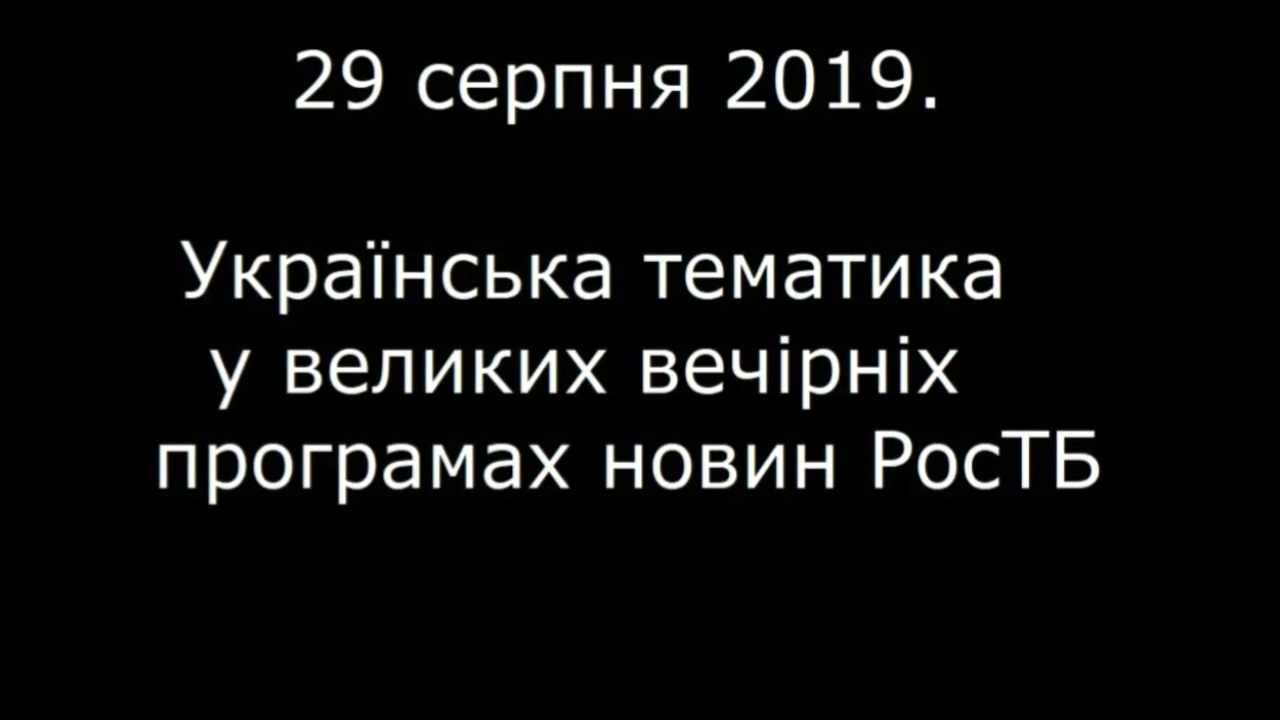 29 серпня 2019.
Українська тематика
у великих вечірніх
програмах новин РосТБ